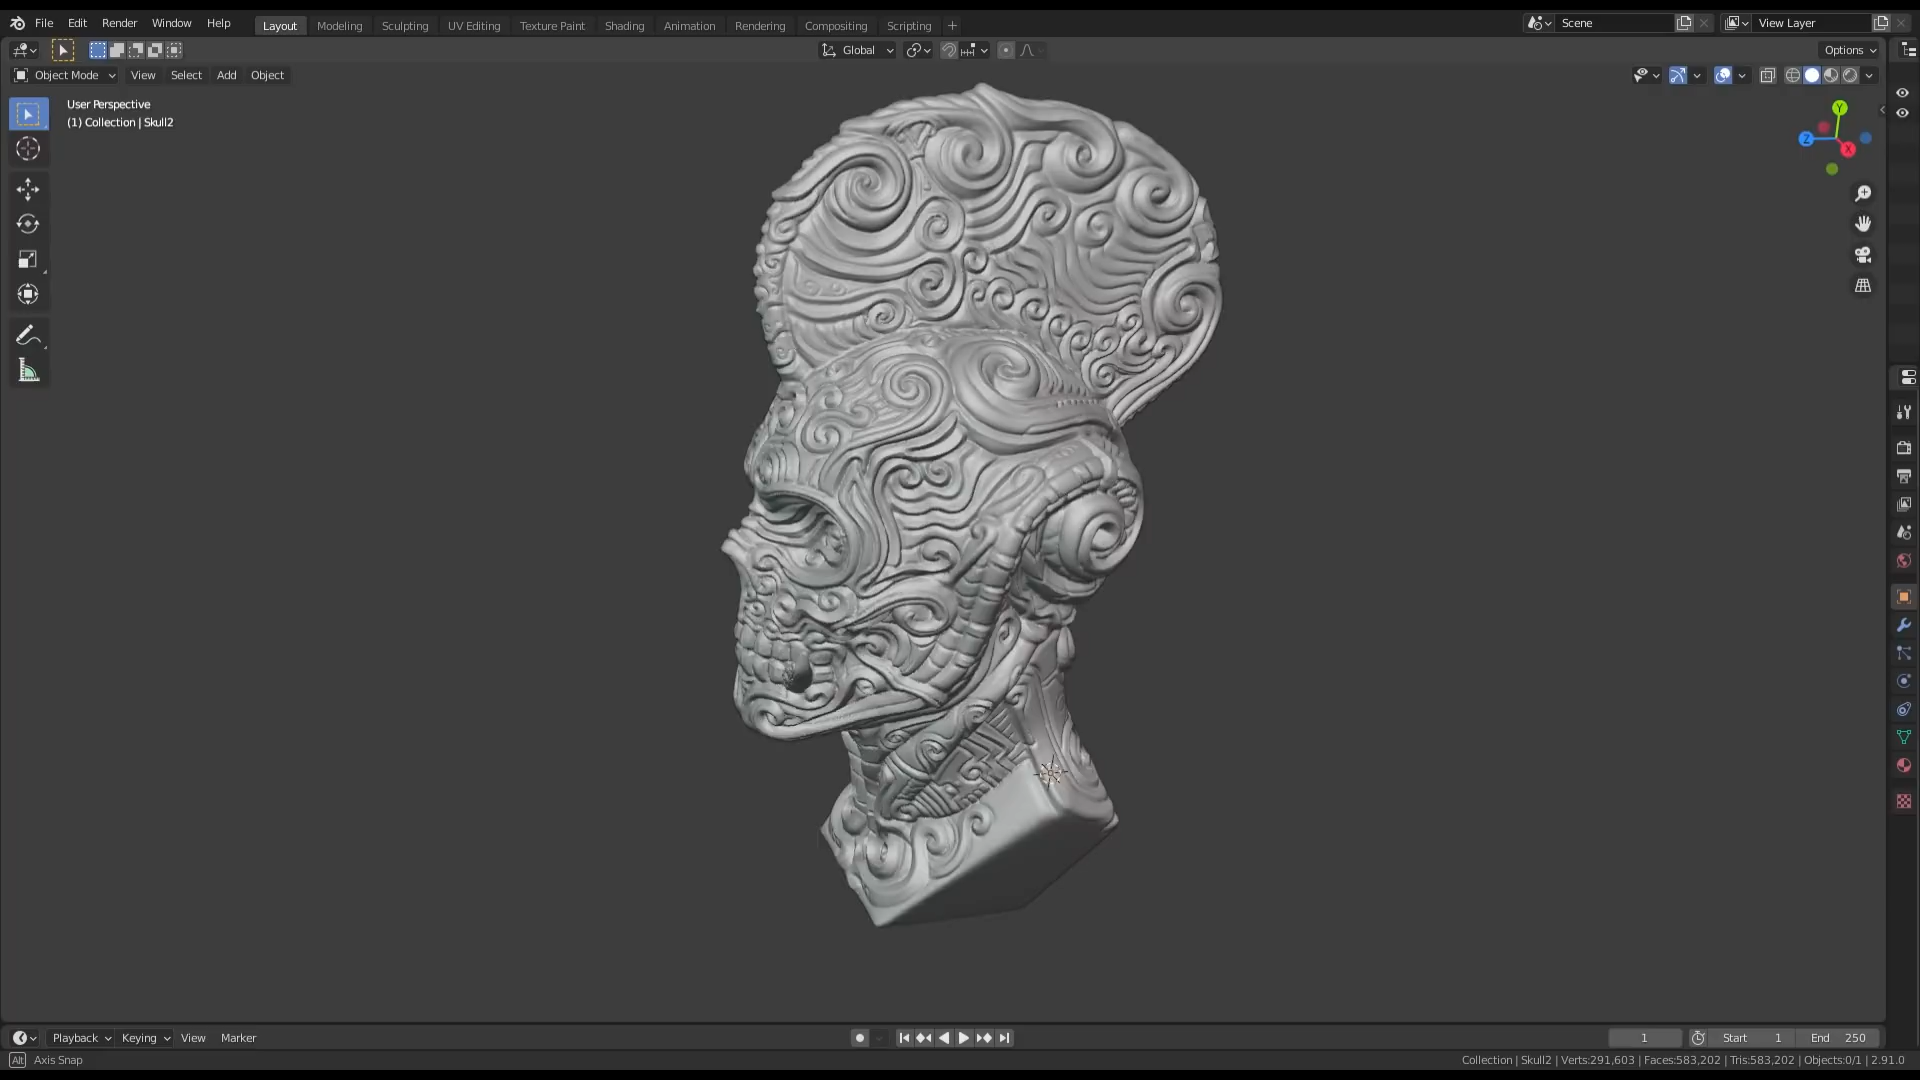 File Edit Render Window Help Layout Modeling Sculpting UV Editing Texture Paint Shading Animation Rendering Compositing Scripting + Scene View Layer
Global Options
Object Mode View Select Add Object
User Perspective
(1) Collection | Skull2
Y
Z
X
Playback Keying View Marker 1 Start 1 End 250
Alt Axis Snap Collection | Skull2 | Verts:291,603 | Faces:583,202 | Tris:583,202 | Objects:0/1 | 2.91.0